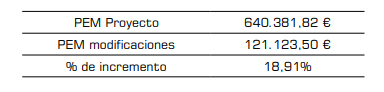 PEM Proyecto 640.381,82 €
PEM modificaciones 121.123,50 €
% de incremento 18,91%